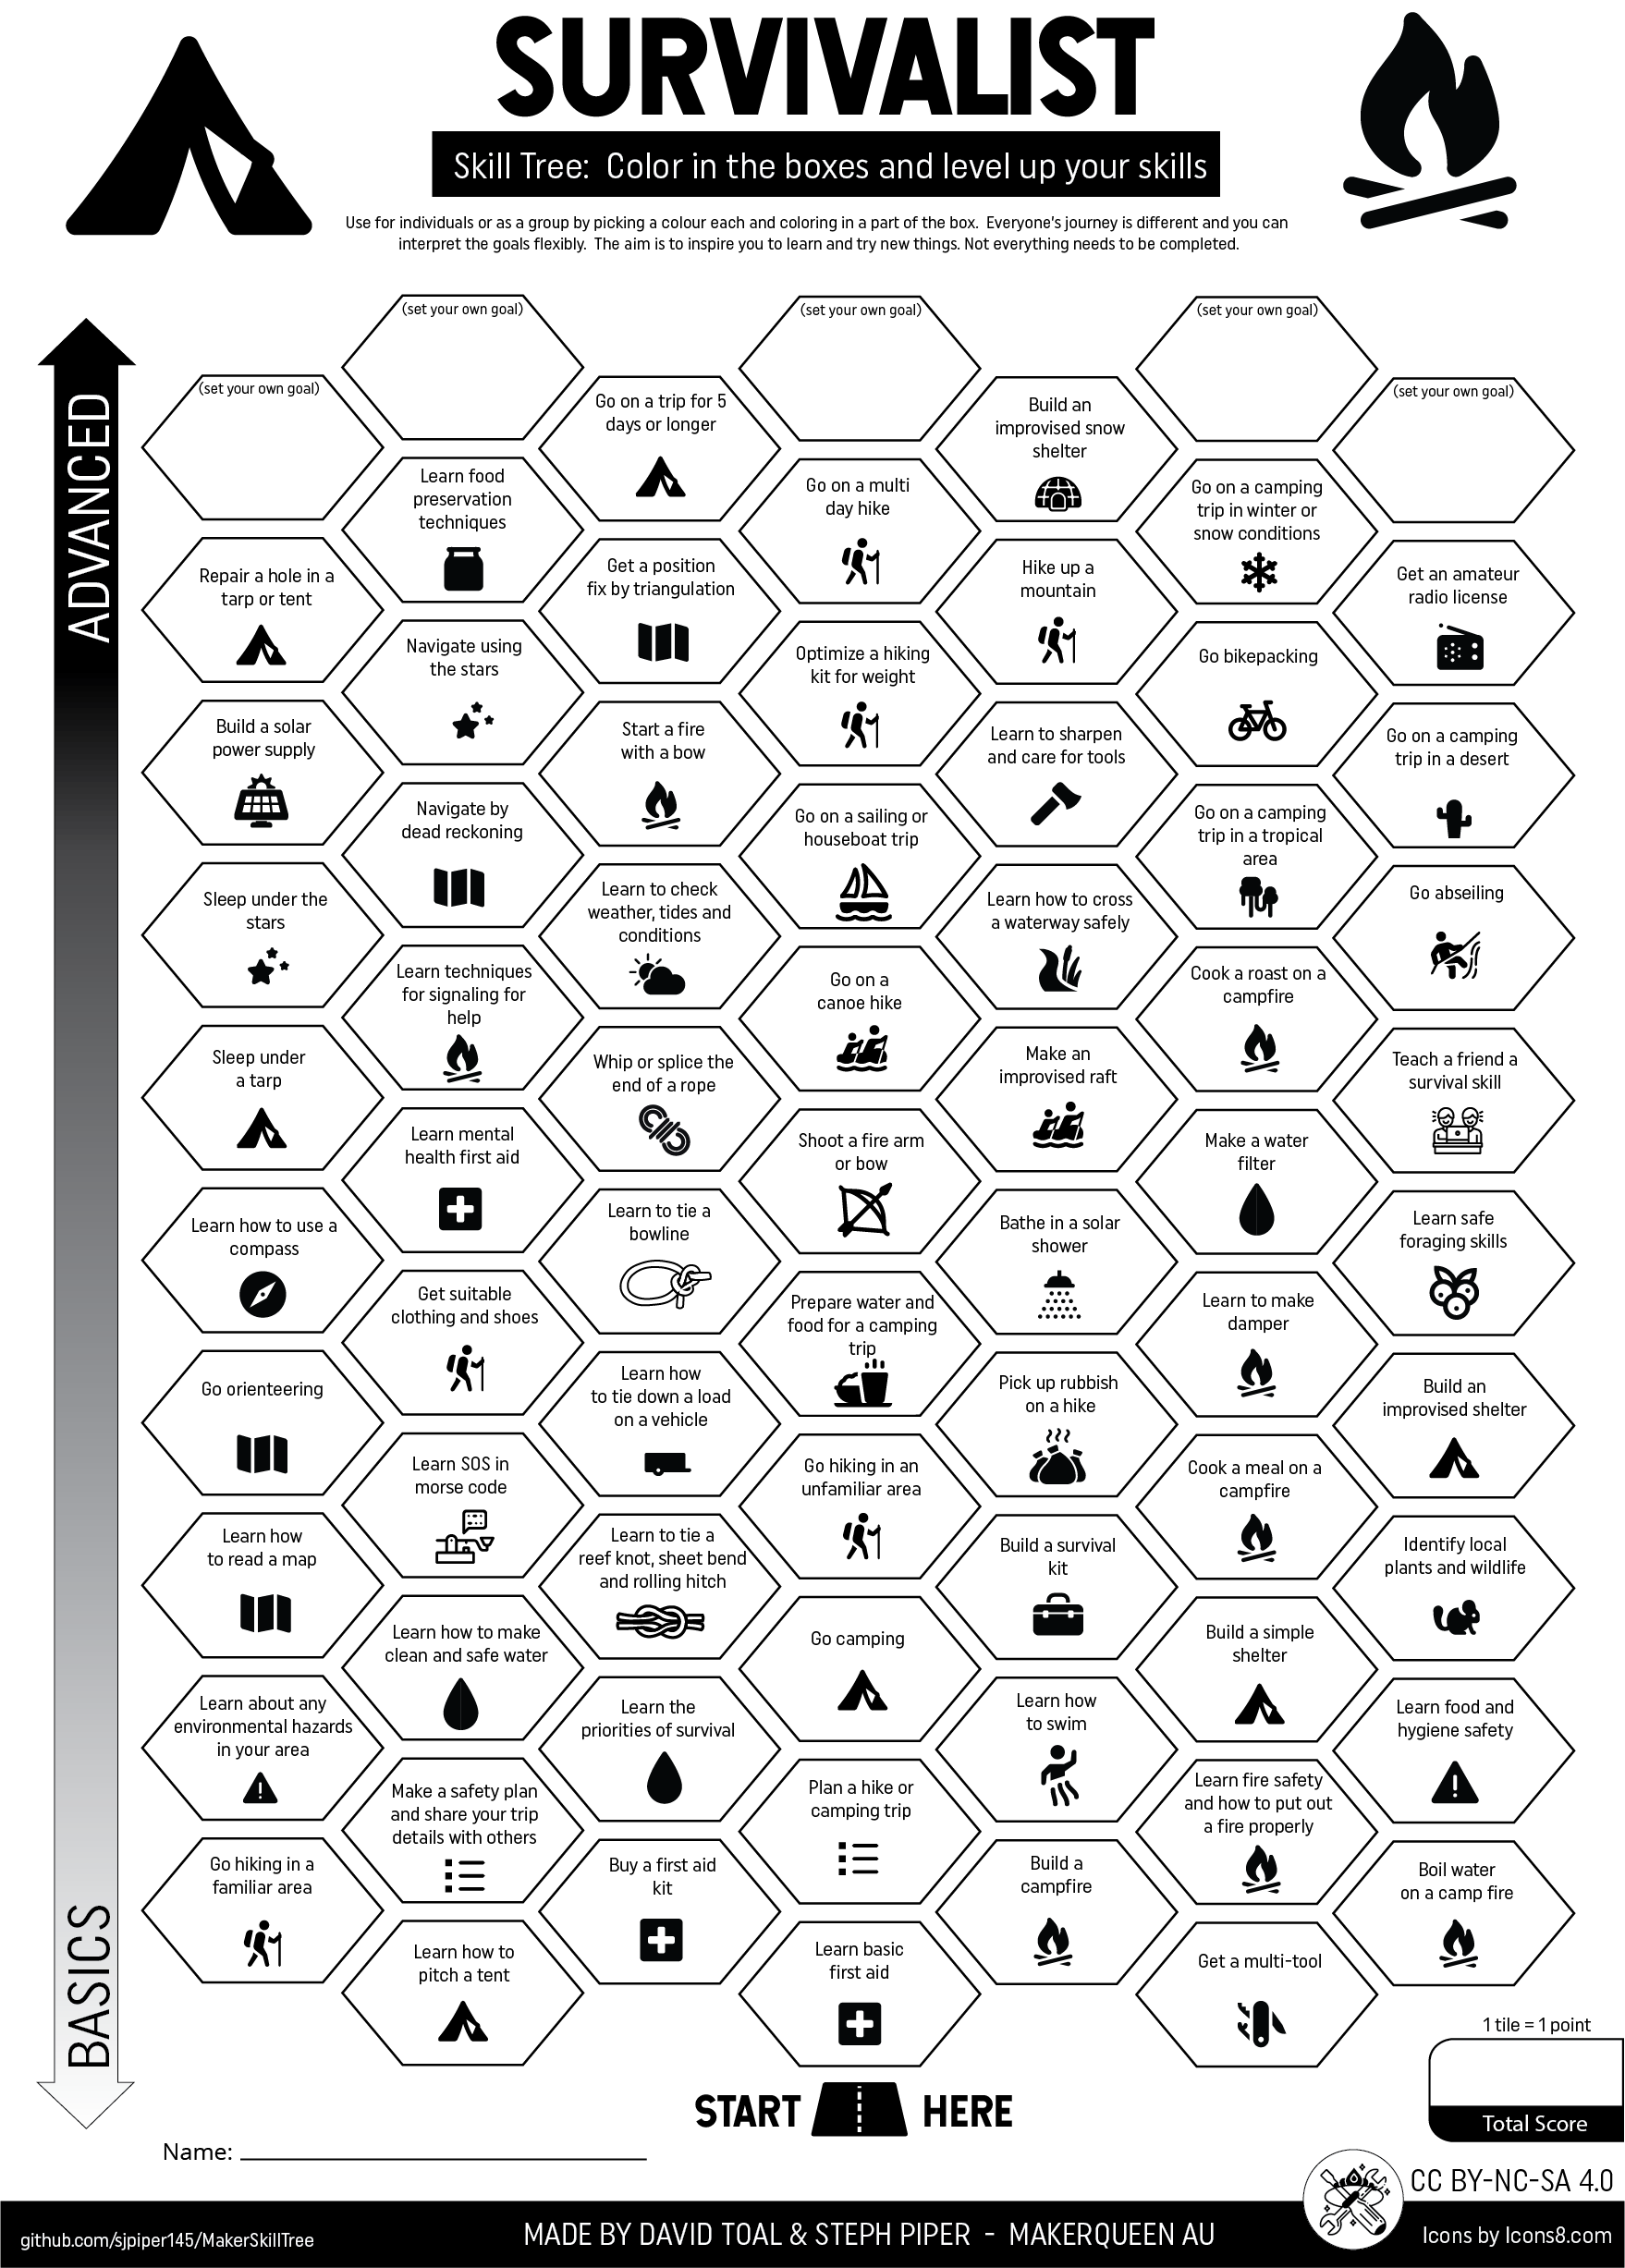 SURVIVALIST
Skill Tree:  Color in the boxes and level up your skills
Use for individuals or as a group by picking a colour each and coloring in a part of the box.  Everyone's journey is different and you can
interpret the goals flexibly.  The aim is to inspire you to learn and try new things. Not everything needs to be completed.
ADVANCED
(set your own goal)
(set your own goal)
(set your own goal)
(set your own goal)
Go on a trip for 5
days or longer
Build an
improvised snow
shelter
(set your own goal)
Learn food
preservation
techniques
Go on a multi
day hike
Go on a camping
trip in winter or
snow conditions
Repair a hole in a
tarp or tent
Get a position
fix by triangulation
Hike up a
mountain
Get an amateur
radio license
Navigate using
the stars
Optimize a hiking
kit for weight
Go bikepacking
Build a solar
power supply
Start a fire
with a bow
Learn to sharpen
and care for tools
Go on a camping
trip in a desert
Navigate by
dead reckoning
Go on a sailing or
houseboat trip
Go on a camping
trip in a tropical
area
Sleep under the
stars
Learn to check
weather, tides and
conditions
Learn how to cross
a waterway safely
Go abseiling
Learn techniques
for signaling for
help
Go on a
canoe hike
Cook a roast on a
campfire
Sleep under
a tarp
Whip or splice the
end of a rope
Make an
improvised raft
Teach a friend a
survival skill
Learn mental
health first aid
Shoot a fire arm
or bow
Make a water
filter
Learn how to use a
compass
Learn to tie a
bowline
Bathe in a solar
shower
Learn safe
foraging skills
Get suitable
clothing and shoes
Prepare water and
food for a camping
trip
Learn to make
damper
Go orienteering
Learn how
to tie down a load
on a vehicle
Pick up rubbish
on a hike
Build an
improvised shelter
Learn SOS in
morse code
Go hiking in an
unfamiliar area
Cook a meal on a
campfire
Learn how
to read a map
Learn to tie a
reef knot, sheet bend
and rolling hitch
Build a survival
kit
Identify local
plants and wildlife
Learn how to make
clean and safe water
Go camping
Build a simple
shelter
Learn about any
environmental hazards
in your area
Learn the
priorities of survival
Learn how
to swim
Learn food and
hygiene safety
Make a safety plan
and share your trip
details with others
Plan a hike or
camping trip
Learn fire safety
and how to put out
a fire properly
Go hiking in a
familiar area
Buy a first aid
kit
Build a
campfire
Boil water
on a camp fire
Learn how to
pitch a tent
Learn basic
first aid
Get a multi-tool
BASICS
1 tile = 1 point
Total Score
START HERE
Name:
CC BY-NC-SA 4.0
github.com/sjpiper145/MakerSkillTree
MADE BY DAVID TOAL & STEPH PIPER  -  MAKERQUEEN AU
Icons by Icons8.com